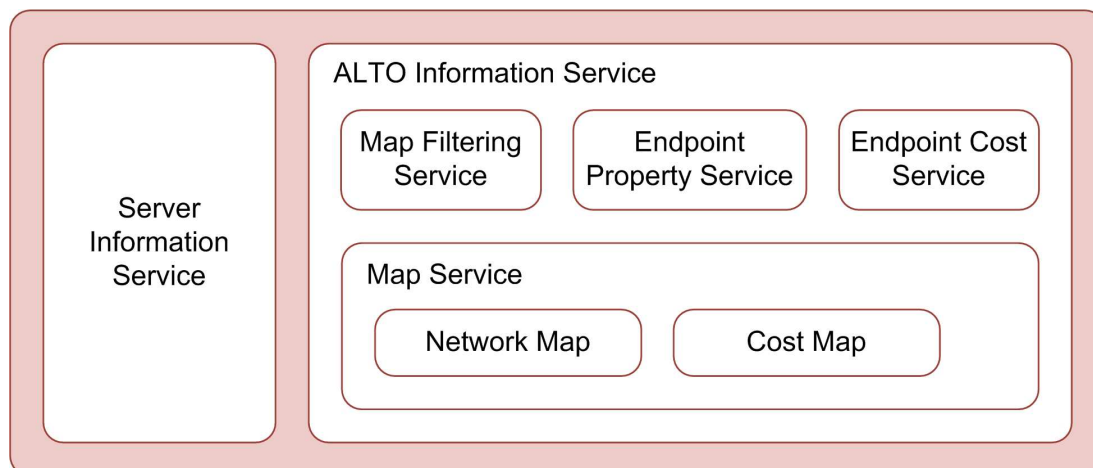 Server
Information
Service
ALTO Information Service
Map Filtering
Service
Endpoint
Property Service
Endpoint Cost
Service
Map Service
Network Map
Cost Map